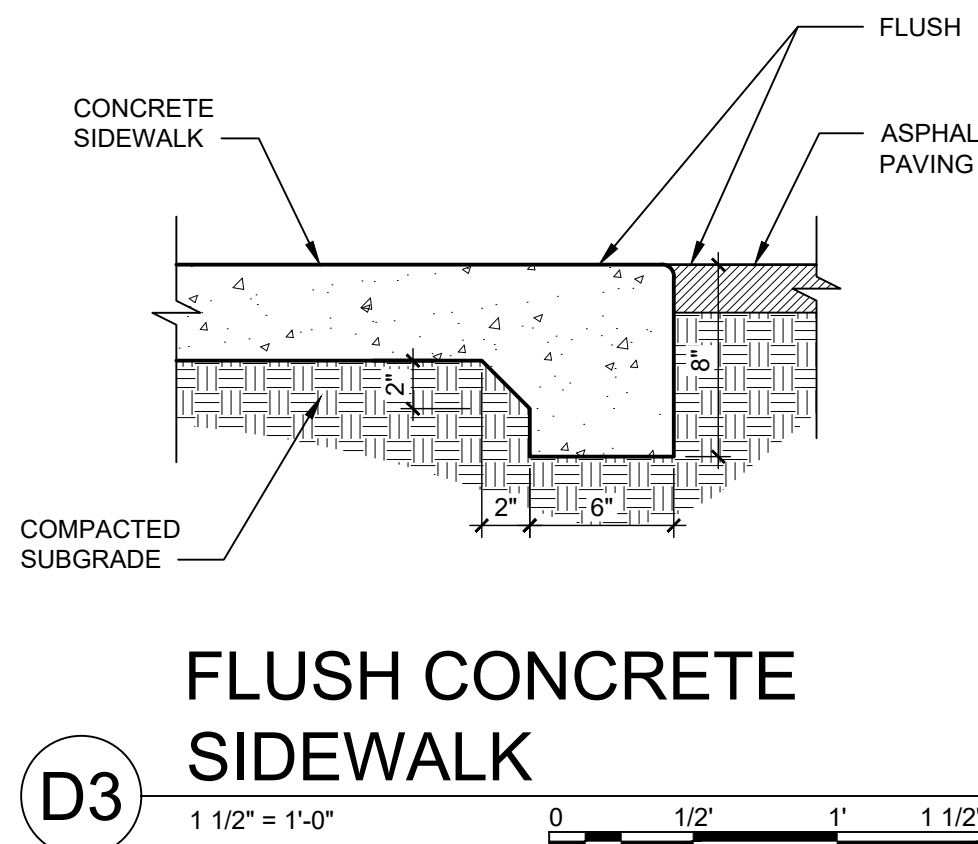 FLUSH
CONCRETE
SIDEWALK
ASPHAL
PAVING
8"
2"
2"
6"
COMPACTED
SUBGRADE
FLUSH CONCRETE
SIDEWALK
D3
1 1/2" = 1'-0"
0 1/2' 1' 1 1/2'